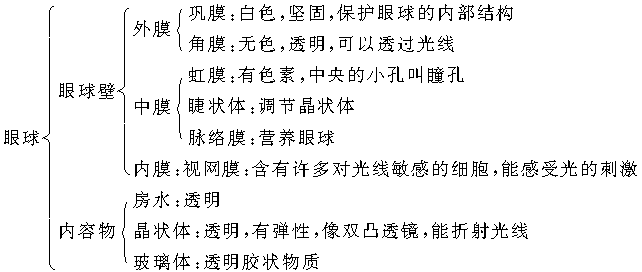 巩膜:白色,坚固,保护眼球的内部结构
外膜
角膜:无色,透明,可以透过光线
虹膜:有色素,中央的小孔叫瞳孔
眼球壁
中膜
睫状体:调节晶状体
脉络膜:营养眼球
眼球
内膜:视网膜:含有许多对光线敏感的细胞,能感受光的刺激
房水:透明
内容物
晶状体:透明,有弹性,像双凸透镜,能折射光线
玻璃体:透明胶状物质